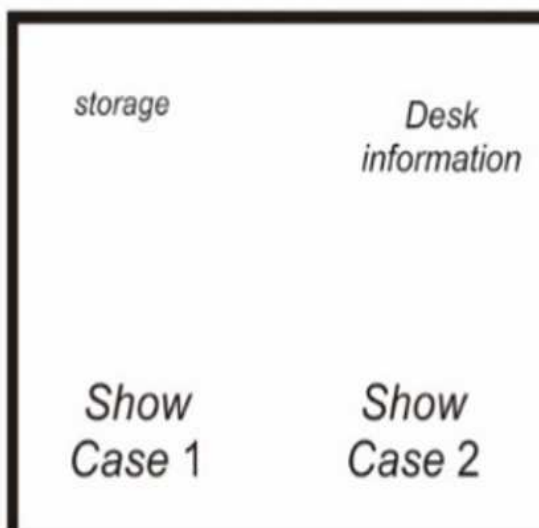 storage
Desk
information
Show
Case 1
Show
Case 2